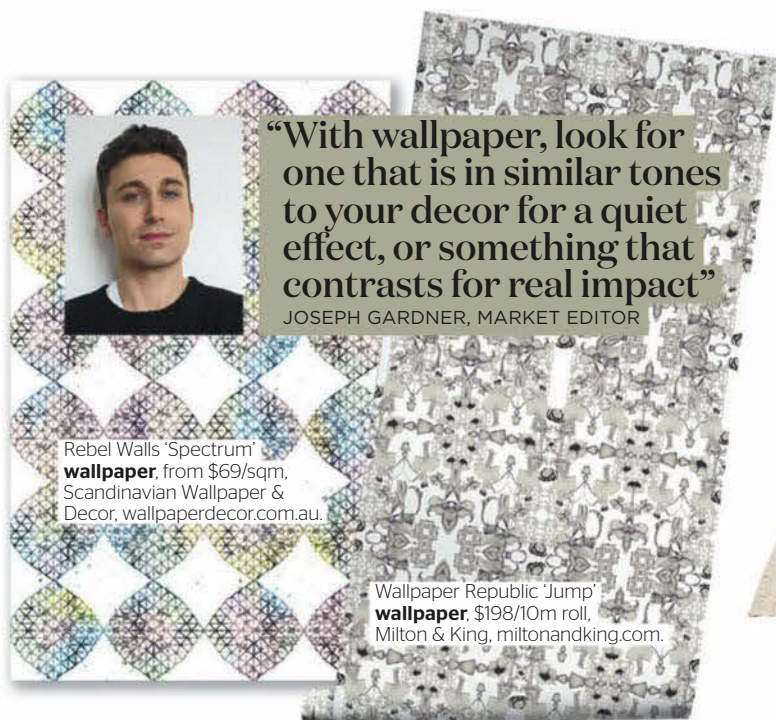 “With wallpaper, look for
one that is in similar tones
to your decor for a quiet
effect, or something that
contrasts for real impact”
JOSEPH GARDNER, MARKET EDITOR
Rebel Walls ‘Spectrum’
wallpaper, from $69/sqm,
Scandinavian Wallpaper &
Decor, wallpaperdecor.com.au.
Wallpaper Republic ‘Jump’
wallpaper, $198/10m roll,
Milton & King, miltonandking.com.